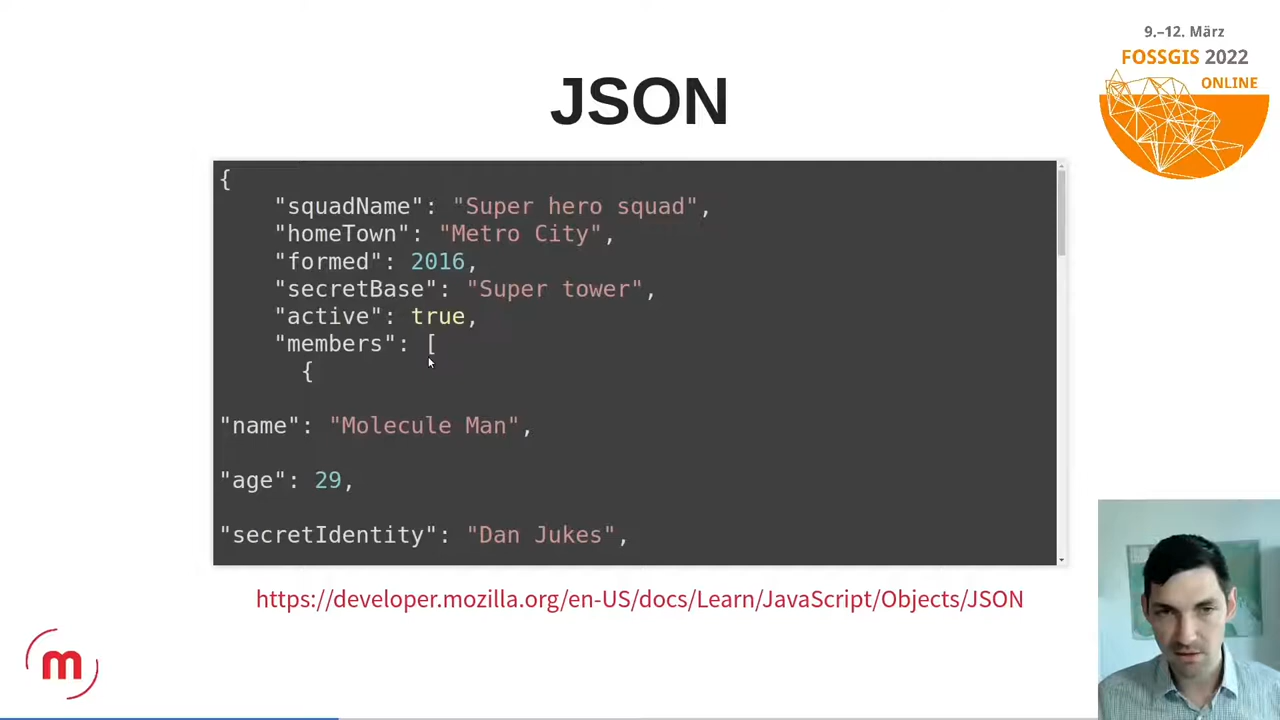 9.–12. März
FOSSGIS 2022
ONLINE
JSON
{
    "squadName": "Super hero squad",
    "homeTown": "Metro City",
    "formed": 2016,
    "secretBase": "Super tower",
    "active": true,
    "members": [
      {
"name": "Molecule Man",
"age": 29,
"secretIdentity": "Dan Jukes",
https://developer.mozilla.org/en-US/docs/Learn/JavaScript/Objects/JSON
m